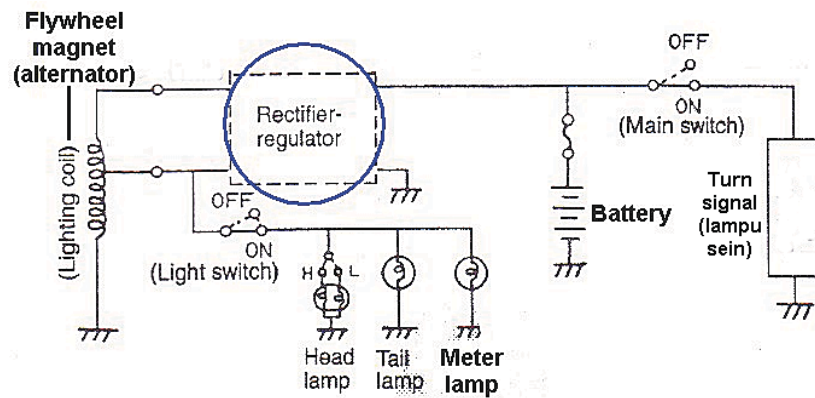 Flywheel
magnet
(alternator)
(Lighting coil)
Rectifier-
regulator
OFF
ON
(Main switch)
Battery
Turn
signal
(lampu
sein)
OFF
ON
(Light switch)
H L
Head
lamp
Tail
lamp
Meter
lamp